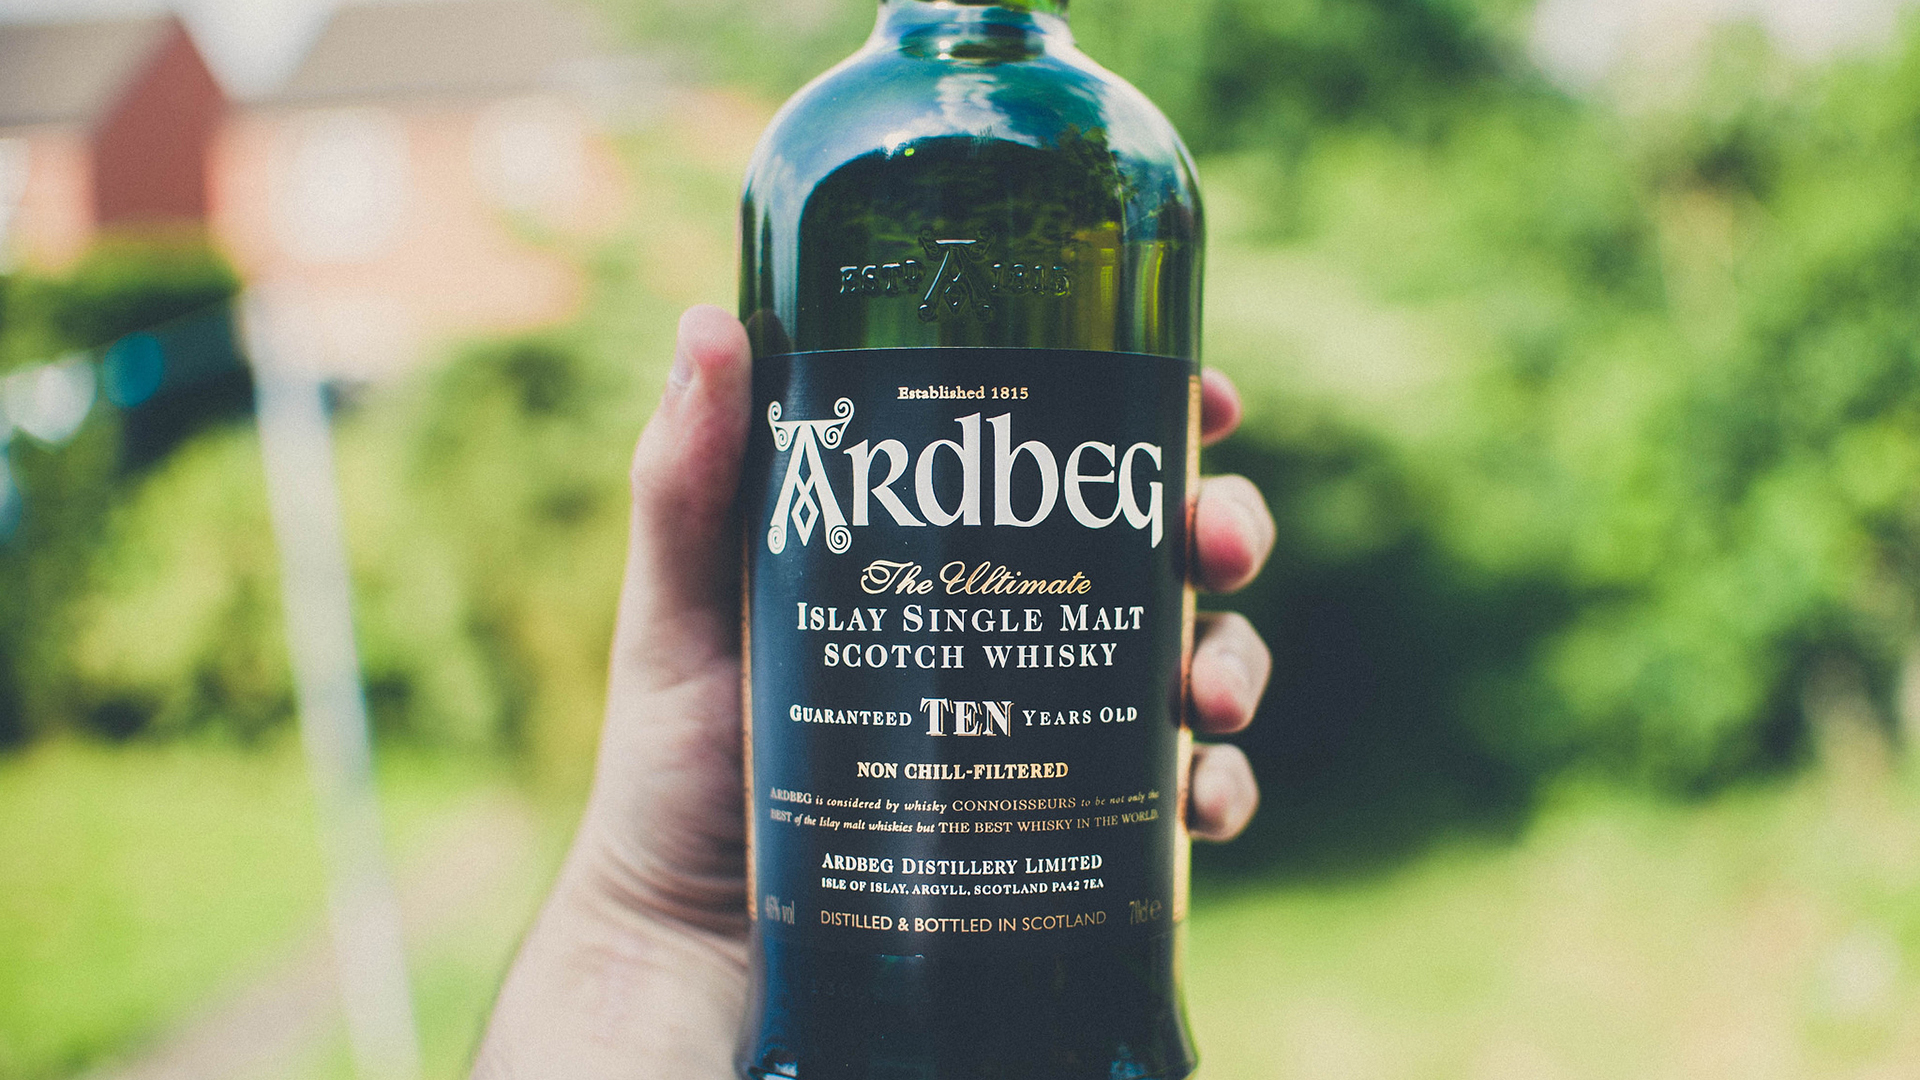 ESTD A 1815
Established 1815
ARDBEG
The Ultimate
ISLAY SINGLE MALT
SCOTCH WHISKY
GUARANTEED TEN YEARS OLD
NON CHILL-FILTERED
ARDBEG is considered by whisky CONNOISSEURS to be not only the
BEST of the Islay malt whiskies but THE BEST WHISKY IN THE WORLD.
ARDBEG DISTILLERY LIMITED
ISLE OF ISLAY, ARGYLL, SCOTLAND PA42 7EA
46% vol DISTILLED & BOTTLED IN SCOTLAND 70cl e